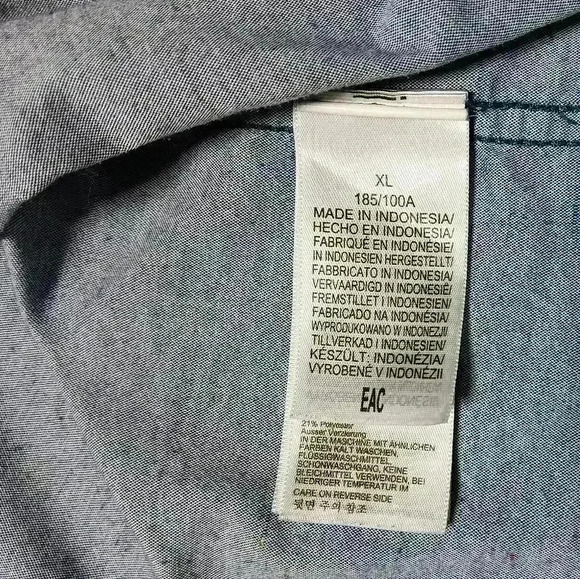 XL
185/100A
MADE IN INDONESIA/
HECHO EN INDONESIA/
FABRIQUÉ EN INDONÉSIE/
IN INDONESIEN HERGESTELLT/
FABBRICATO IN INDONESIA/
VERVAARDIGD IN INDONESIË/
FREMSTILLET I INDONESIEN/
FABRICADO NA INDONÉSIA/
WYPRODUKOWANO W INDONEZJI/
TILLVERKAD I INDONESIEN/
KÉSZÜLT: INDONÉZIA/
VYROBENÉ V INDONÉZII
EAC
21% Polyester
Ausser Verzierung
IN DER MASCHINE MIT ÄHNLICHEN
FARBEN KALT WASCHEN,
FLÜSSIGWASCHMITTEL,
SCHONWASCHGANG, KEINE
BLEICHMITTEL VERWENDEN, BEI
NIEDRIGER TEMPERATUR IM
CARE ON REVERSE SIDE
뒷면 주의 참조